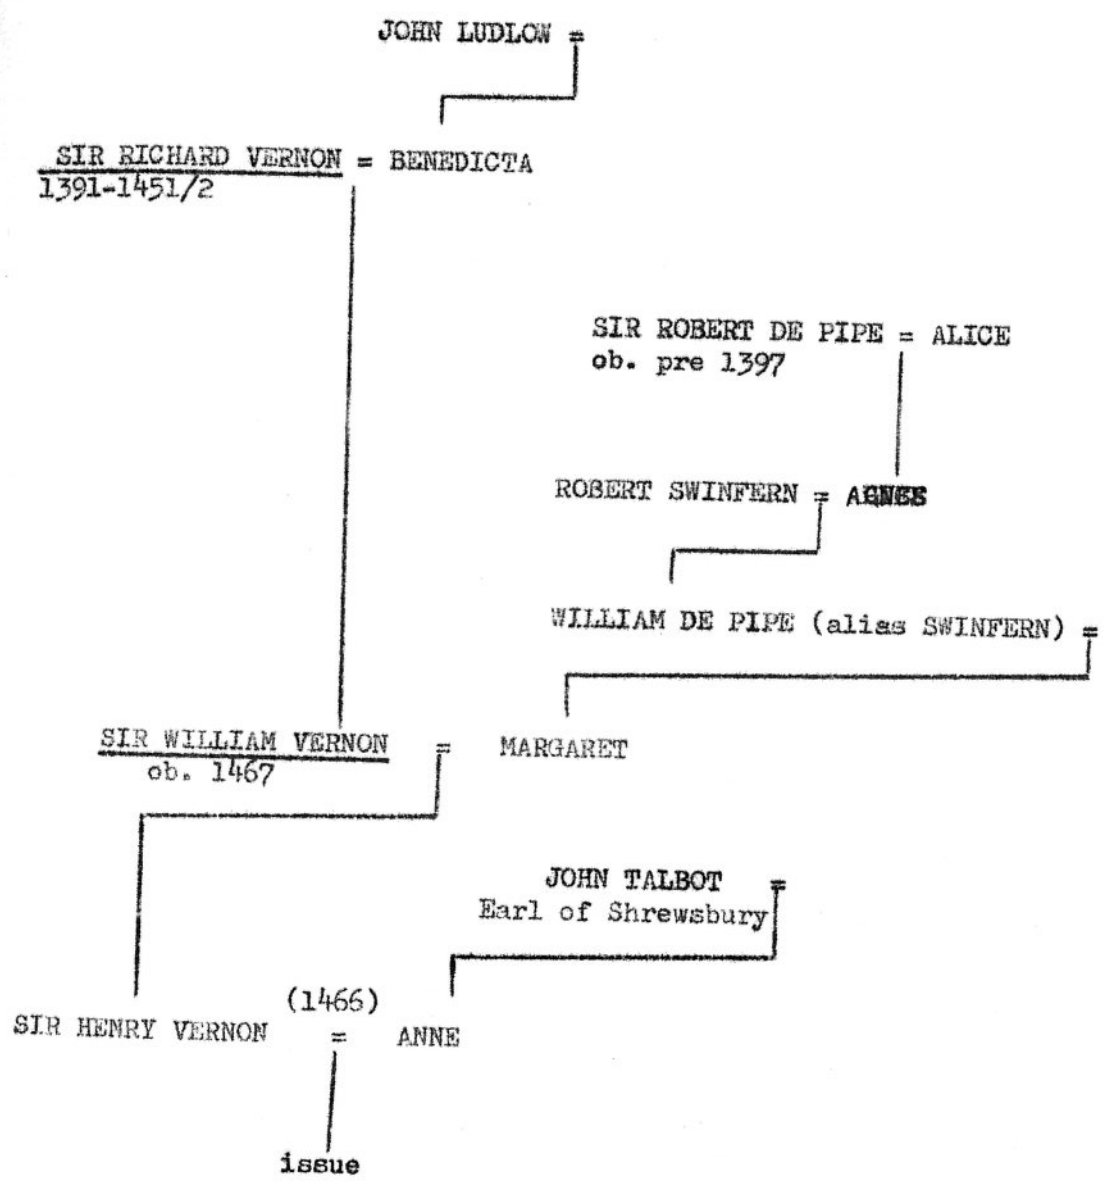 JOHN LUDLOW =
SIR RICHARD VERNON = BENEDICTA
1391-1451/2
SIR ROBERT DE PIPE = ALICE
ob. pre 1397
ROBERT SWINFERN = AGNES
WILLIAM DE PIPE (alias SWINFERN) =
SIR WILLIAM VERNON = MARGARET
ob. 1467
JOHN TALBOT =
Earl of Shrewsbury
(1466)
SIR HENRY VERNON = ANNE
issue